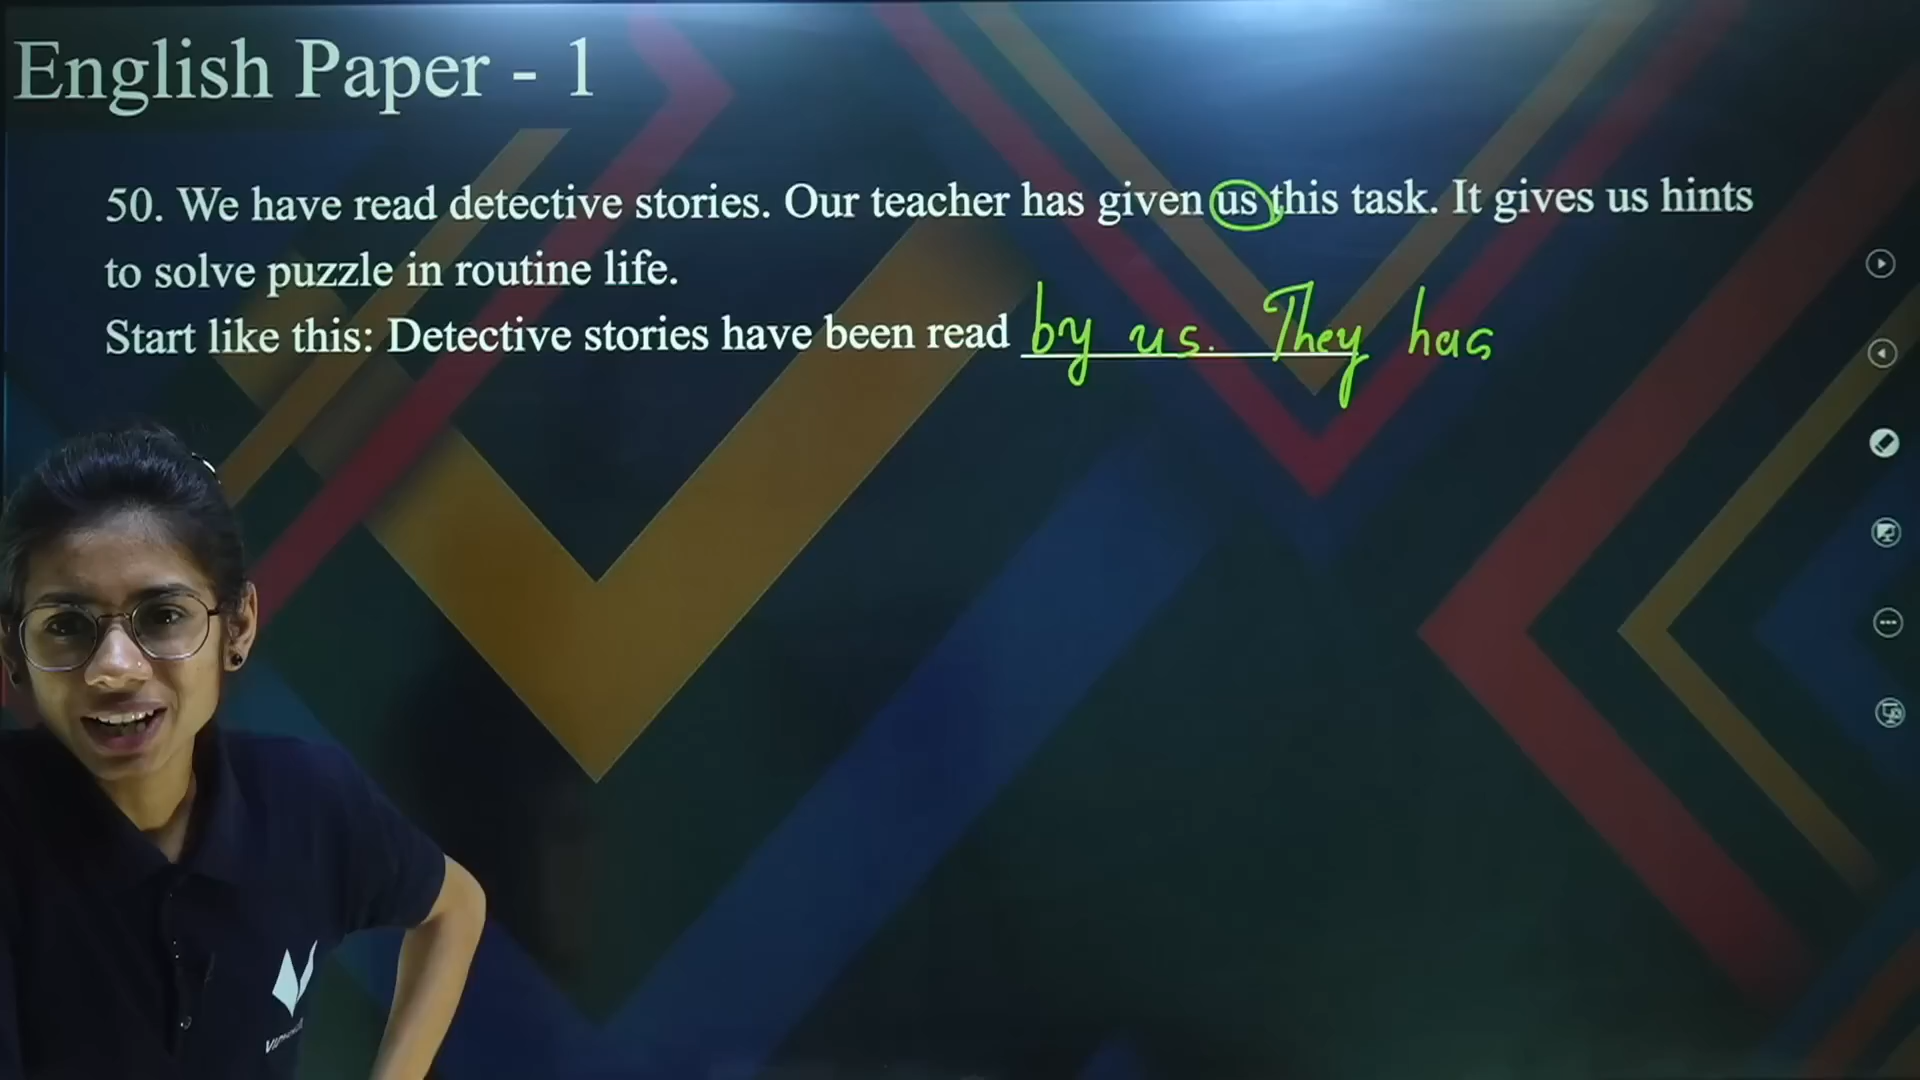 English Paper - 1
50. We have read detective stories. Our teacher has given us this task. It gives us hints
to solve puzzle in routine life.
Start like this: Detective stories have been read by us. They has